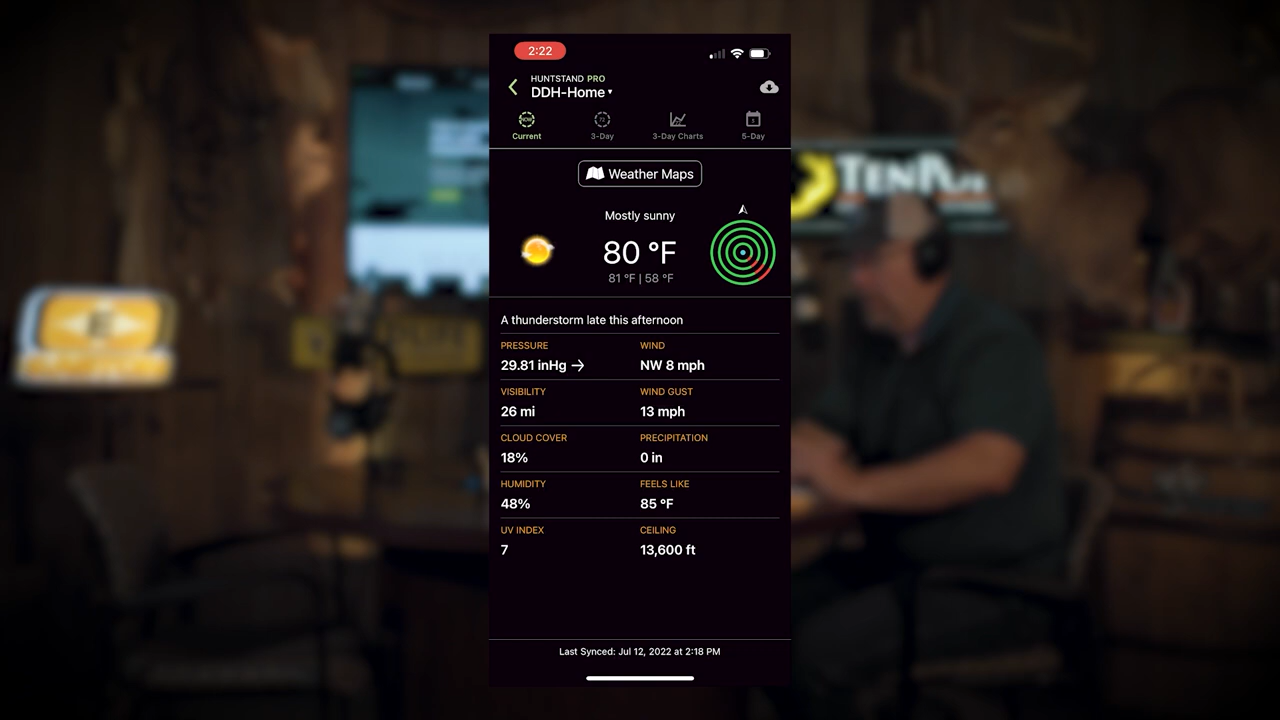 2:22
HUNTSTAND PRO
DDH-Home
Current
3-Day
3-Day Charts
5-Day
Weather Maps
Mostly sunny
80 °F
81 °F | 58 °F
A thunderstorm late this afternoon
PRESSURE
WIND
29.81 inHg →
NW 8 mph
VISIBILITY
WIND GUST
26 mi
13 mph
CLOUD COVER
PRECIPITATION
18%
0 in
HUMIDITY
FEELS LIKE
48%
85 °F
UV INDEX
CEILING
7
13,600 ft
Last Synced: Jul 12, 2022 at 2:18 PM